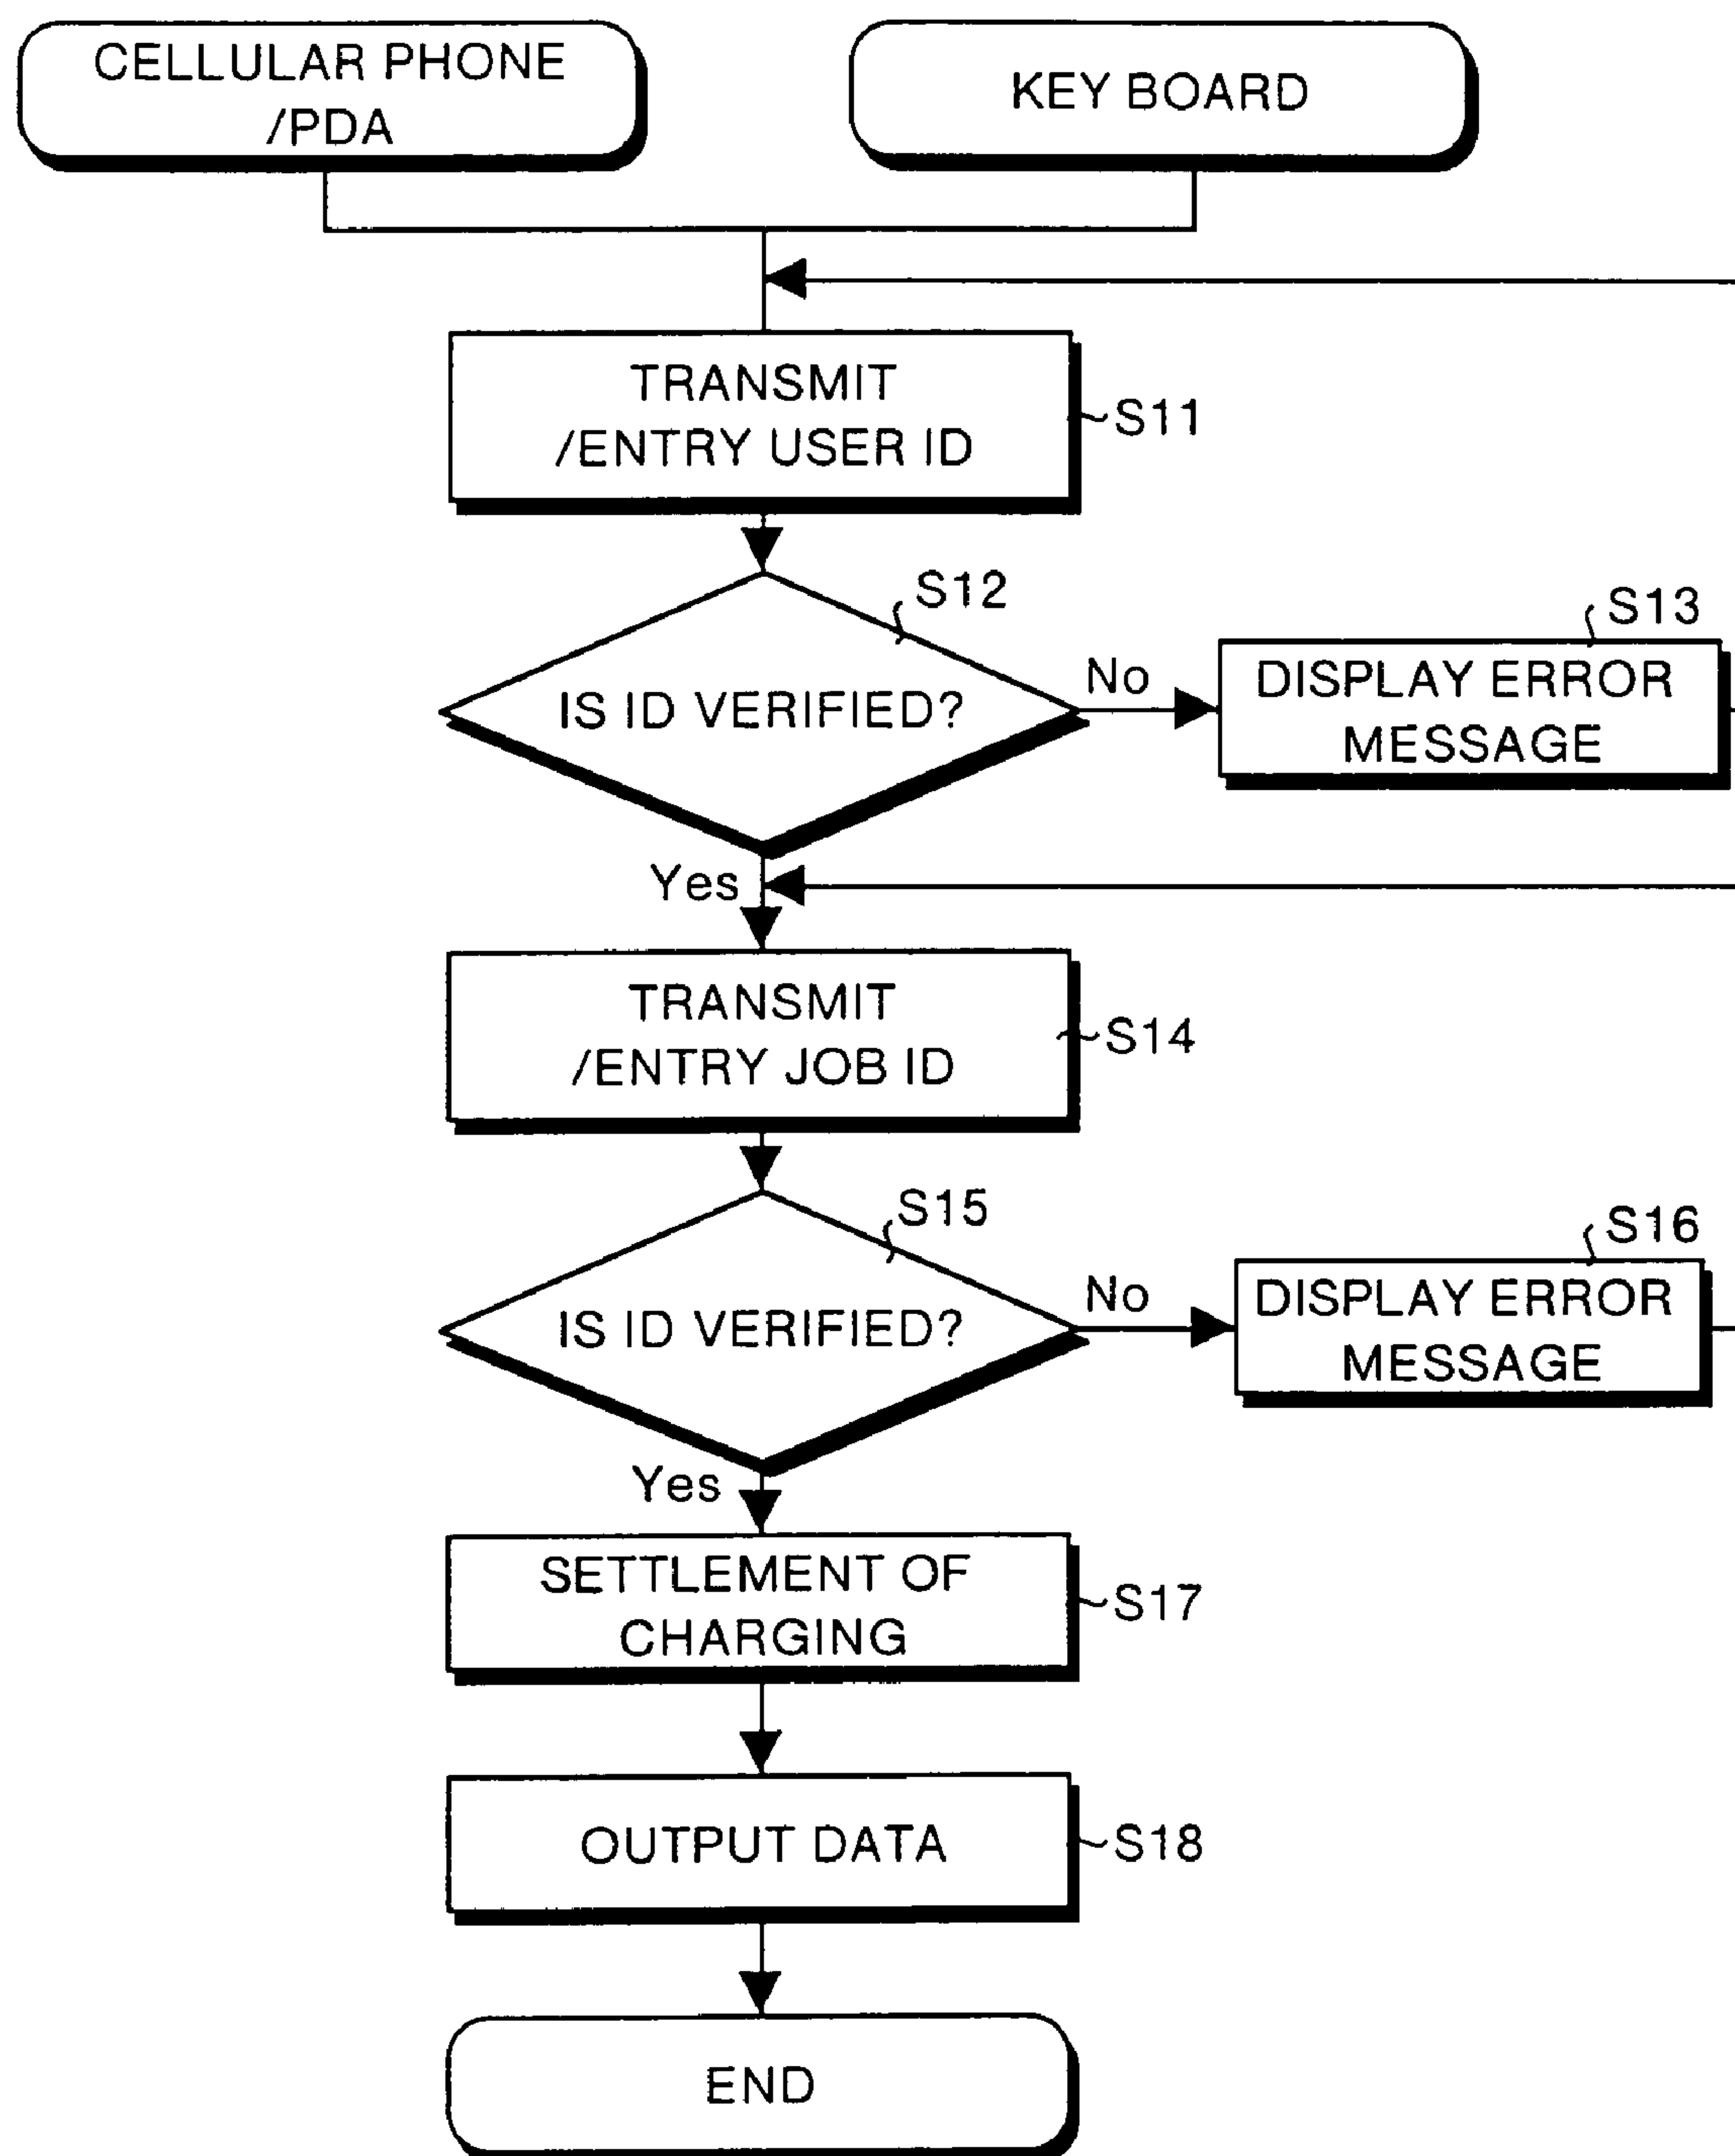 CELLULAR PHONE
/PDA
KEY BOARD
TRANSMIT
/ENTRY USER ID
S11
S12
IS ID VERIFIED?
No
S13
DISPLAY ERROR
MESSAGE
Yes
TRANSMIT
/ENTRY JOB ID
S14
S15
IS ID VERIFIED?
No
S16
DISPLAY ERROR
MESSAGE
Yes
SETTLEMENT OF
CHARGING
S17
OUTPUT DATA
S18
END